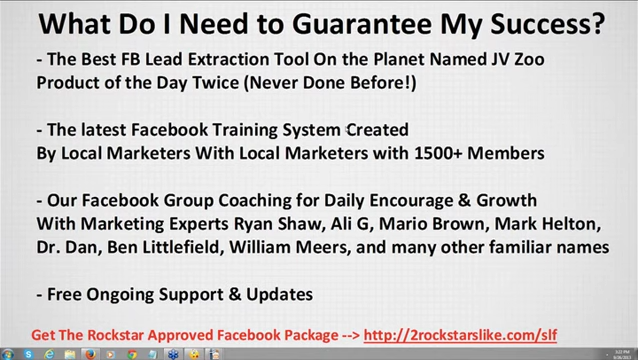 What Do I Need to Guarantee My Success?
- The Best FB Lead Extraction Tool On the Planet Named JV Zoo
Product of the Day Twice (Never Done Before!)
- The latest Facebook Training System Created
By Local Marketers With Local Marketers with 1500+ Members
- Our Facebook Group Coaching for Daily Encourage & Growth
With Marketing Experts Ryan Shaw, Ali G, Mario Brown, Mark Helton,
Dr. Dan, Ben Littlefield, William Meers, and many other familiar names
- Free Ongoing Support & Updates
Get The Rockstar Approved Facebook Package --> http://2rockstarslike.com/slf